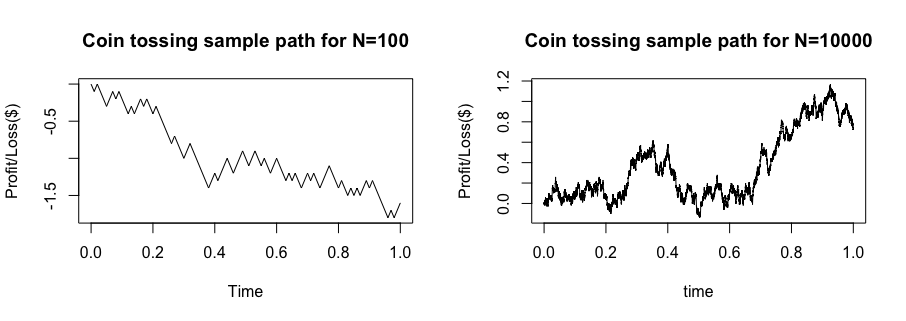 Coin tossing sample path for N=100
Profit/Loss($)
-0.5
-1.5
0.0 0.2 0.4 0.6 0.8 1.0
Time
Coin tossing sample path for N=10000
Profit/Loss($)
1.2
0.8
0.4
0.0
0.0 0.2 0.4 0.6 0.8 1.0
time